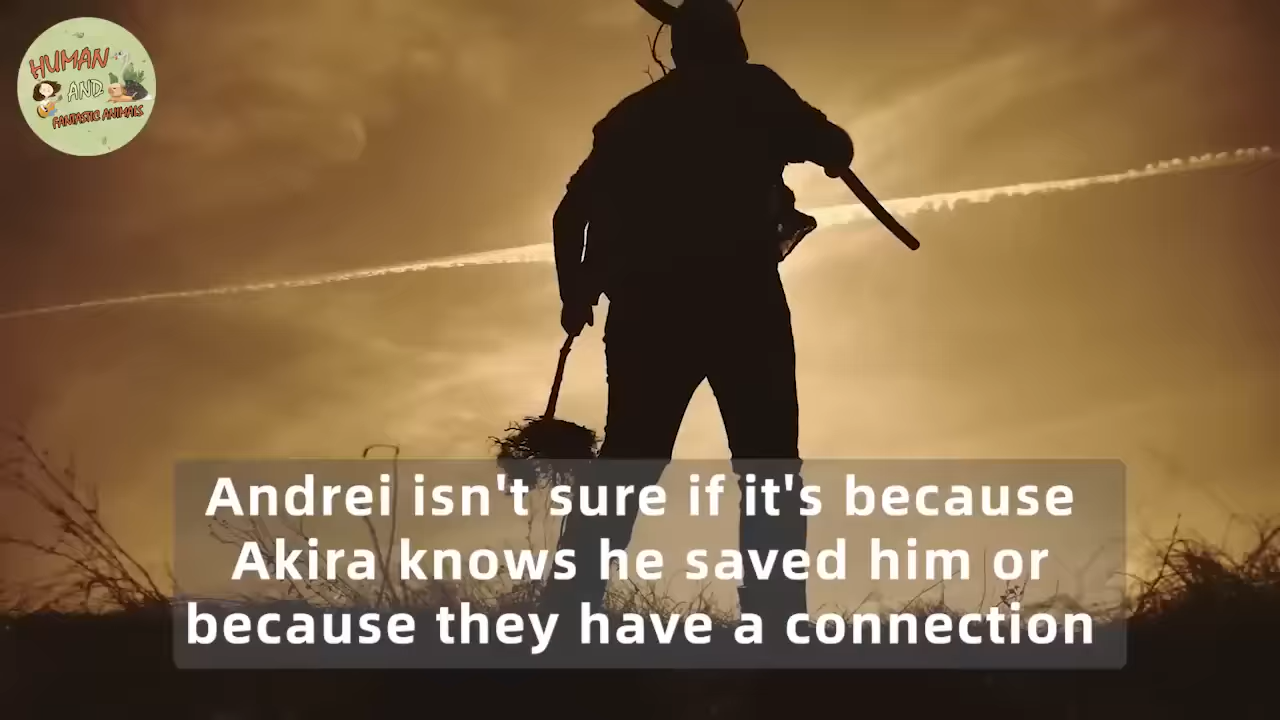 HUMAN
AND
FANTASTIC ANIMALS
Andrei isn't sure if it's because
Akira knows he saved him or
because they have a connection